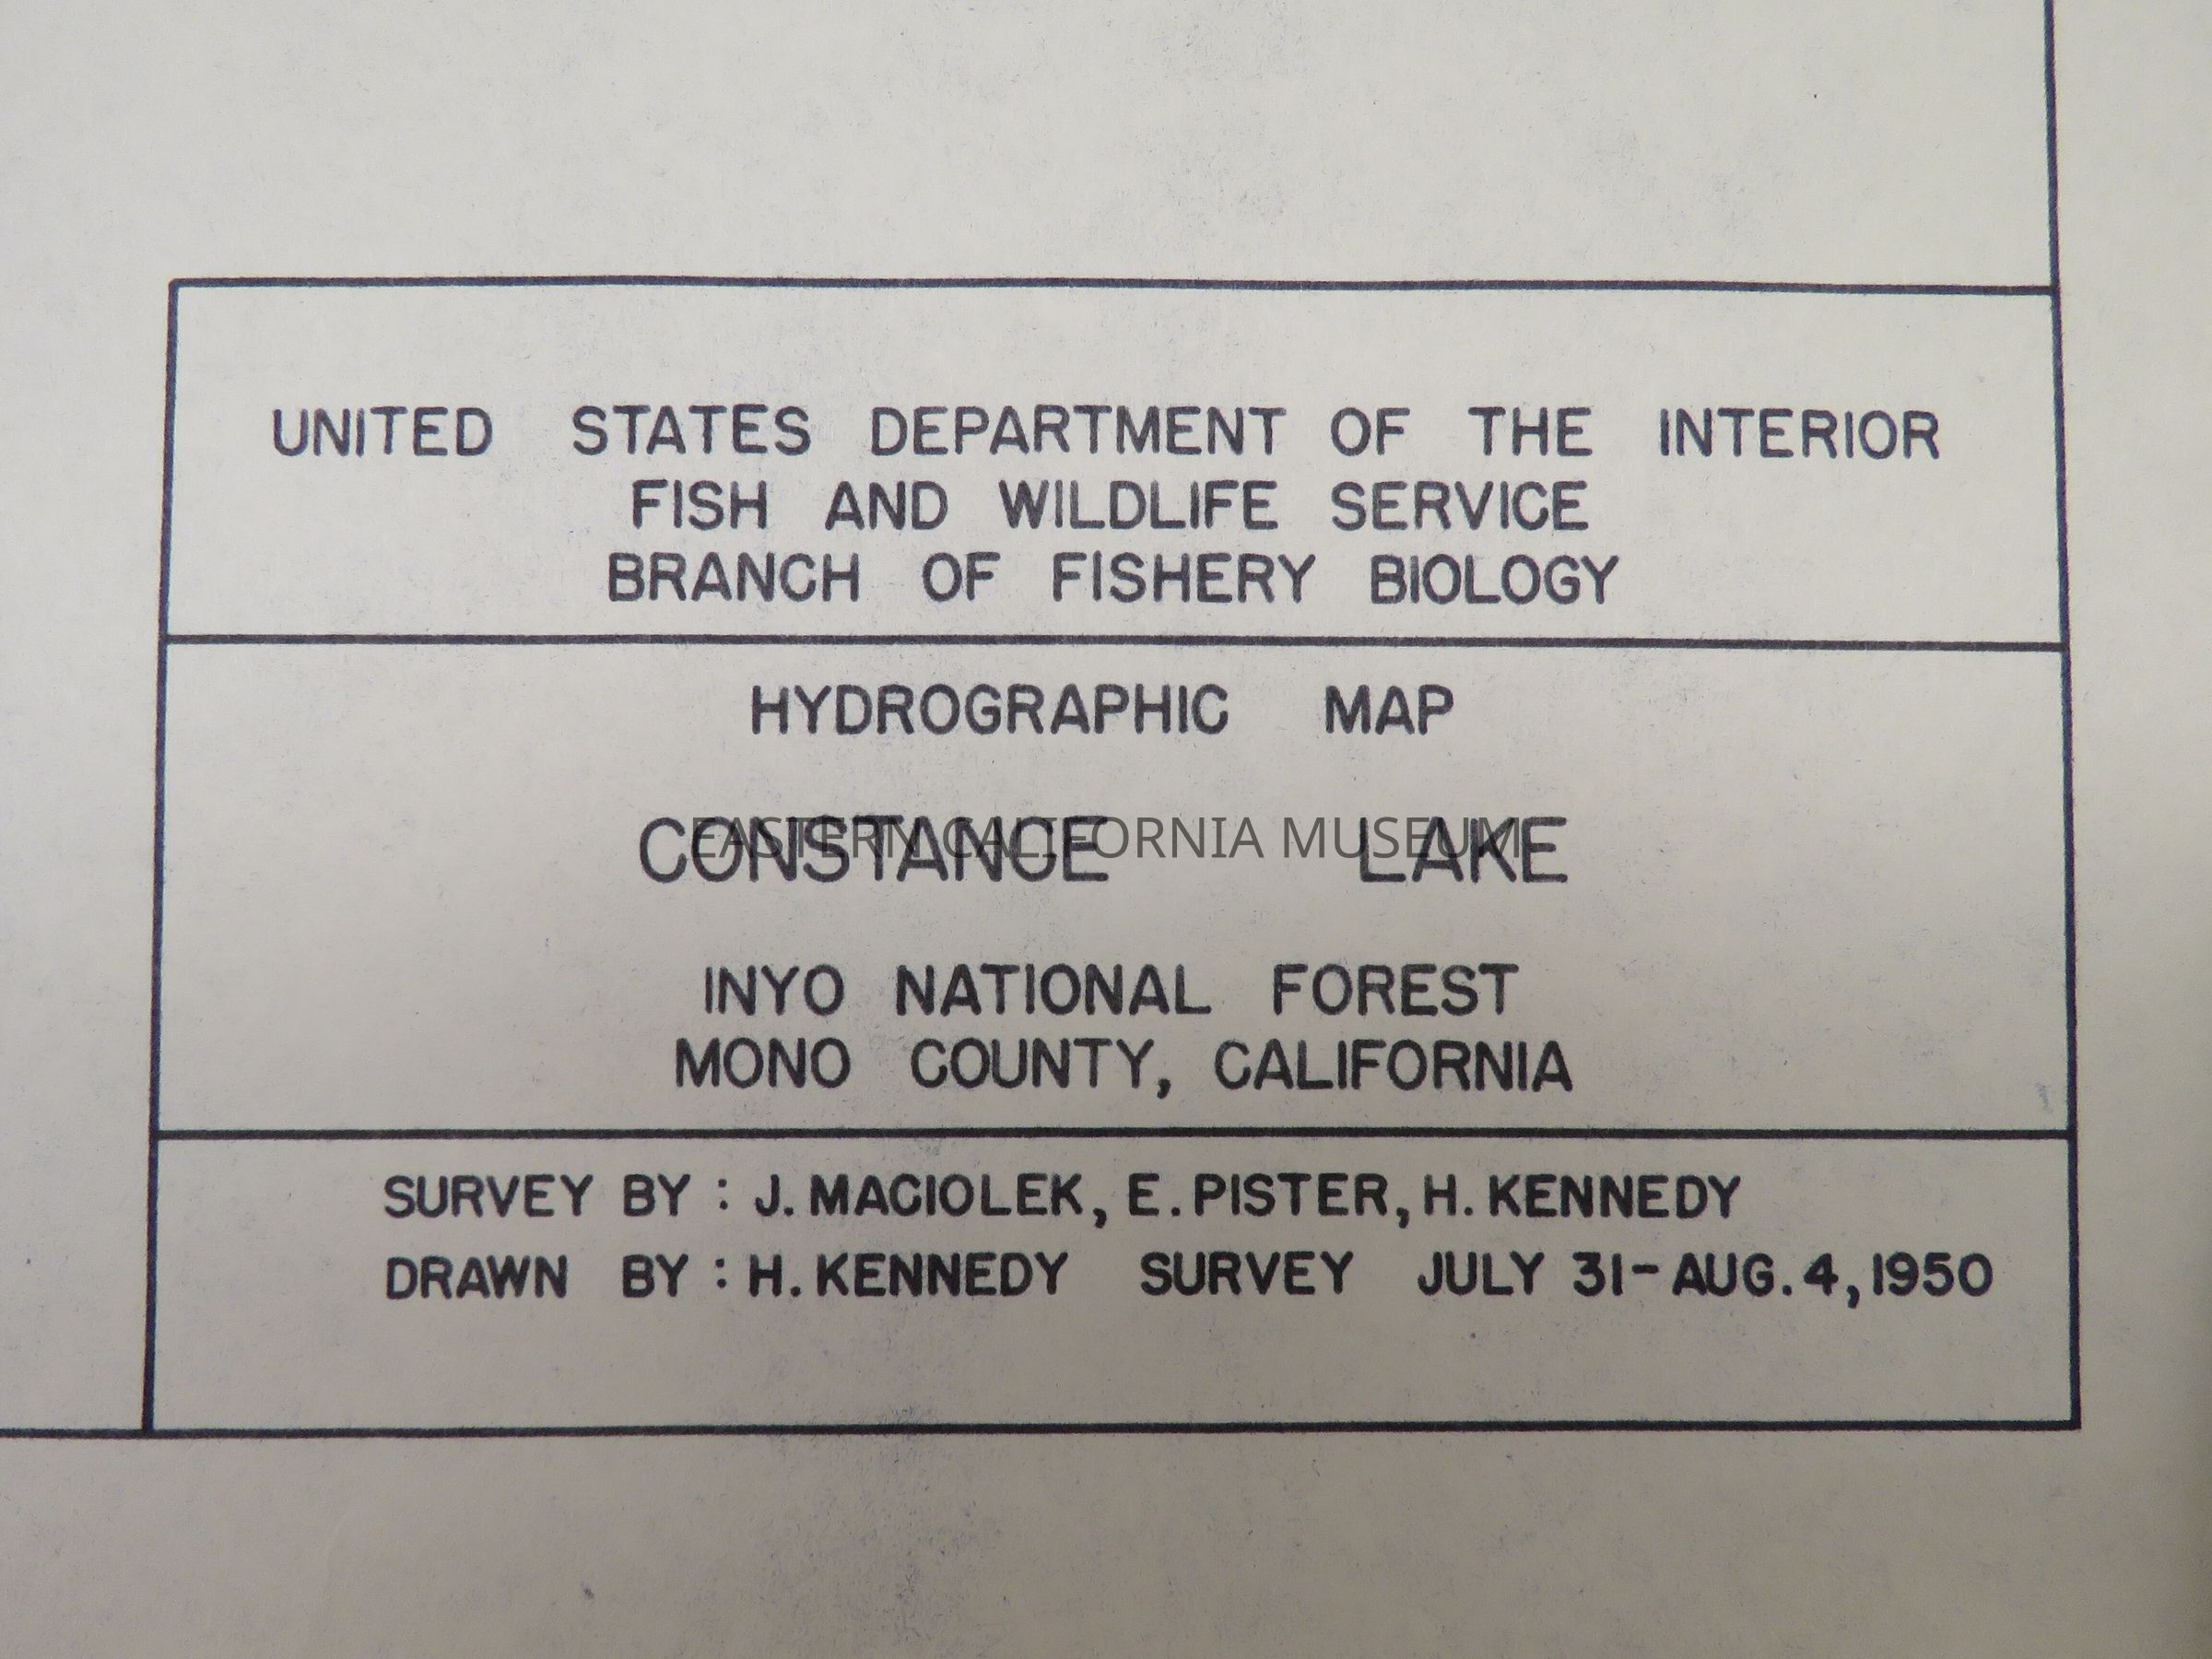 UNITED STATES DEPARTMENT OF THE INTERIOR
FISH AND WILDLIFE SERVICE
BRANCH OF FISHERY BIOLOGY
HYDROGRAPHIC MAP
CONSTANCE LAKE
EASTERN CALIFORNIA MUSEUM
INYO NATIONAL FOREST
MONO COUNTY, CALIFORNIA
SURVEY BY : J. MACIOLEK, E. PISTER, H. KENNEDY
DRAWN BY : H. KENNEDY SURVEY JULY 31-AUG. 4, 1950